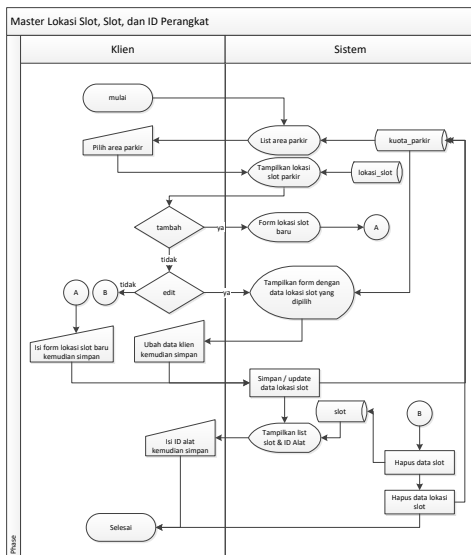 Master Lokasi Slot, Slot, dan ID Perangkat
Klien
Sistem
mulai
Pilih area parkir
List area parkir
kuota_parkir
Tampilkan lokasi
slot parkir
lokasi_slot
tambah
ya
Form lokasi slot
baru
A
tidak
A
B
tidak
edit
ya
Tampilkan form dengan
data lokasi slot yang
dipilih
Isi form lokasi slot baru
kemudian simpan
Ubah data klien
kemudian simpan
Simpan / update
data lokasi slot
slot
B
Isi ID alat
kemudian simpan
Tampilkan list
slot & ID Alat
Hapus data slot
Hapus data lokasi
slot
Selesai
Phase